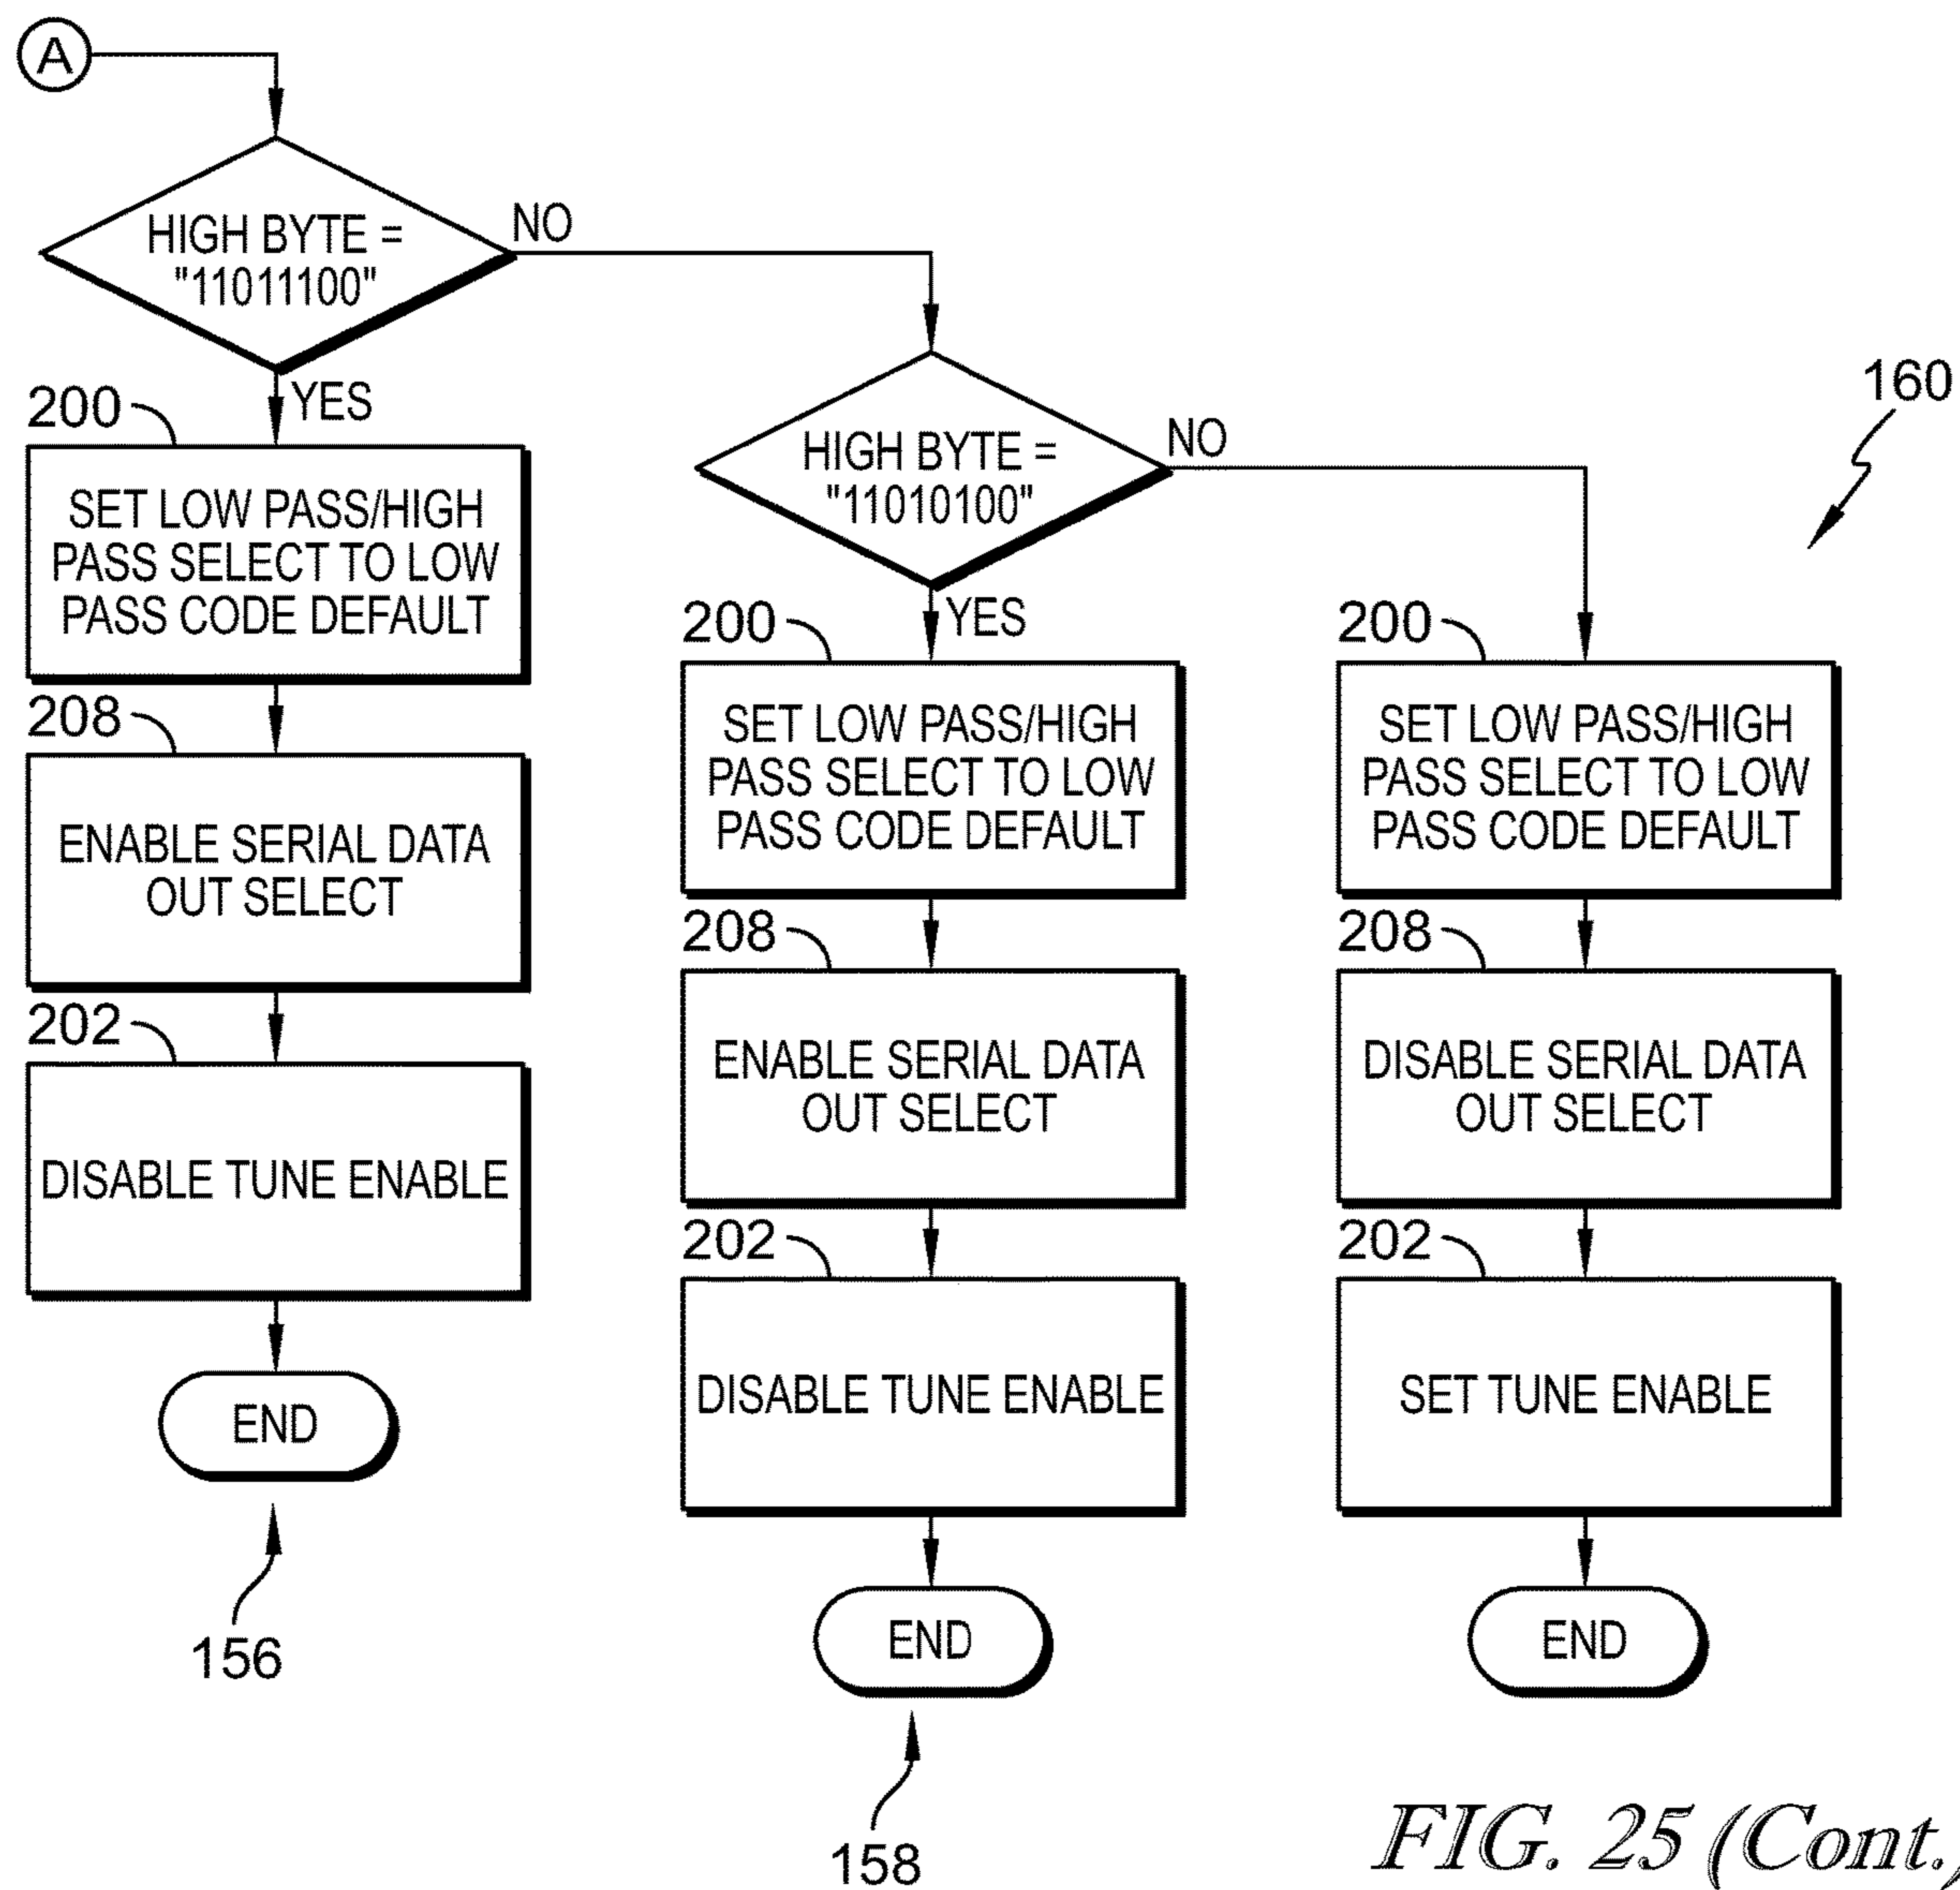 A
HIGH BYTE =
"11011100"
NO
YES
200
SET LOW PASS/HIGH
PASS SELECT TO LOW
PASS CODE DEFAULT
208
ENABLE SERIAL DATA
OUT SELECT
202
DISABLE TUNE ENABLE
END
156
HIGH BYTE =
"11010100"
NO
YES
200
SET LOW PASS/HIGH
PASS SELECT TO LOW
PASS CODE DEFAULT
208
ENABLE SERIAL DATA
OUT SELECT
202
DISABLE TUNE ENABLE
END
158
160
200
SET LOW PASS/HIGH
PASS SELECT TO LOW
PASS CODE DEFAULT
208
DISABLE SERIAL DATA
OUT SELECT
202
SET TUNE ENABLE
END
FIG. 25 (Cont.)